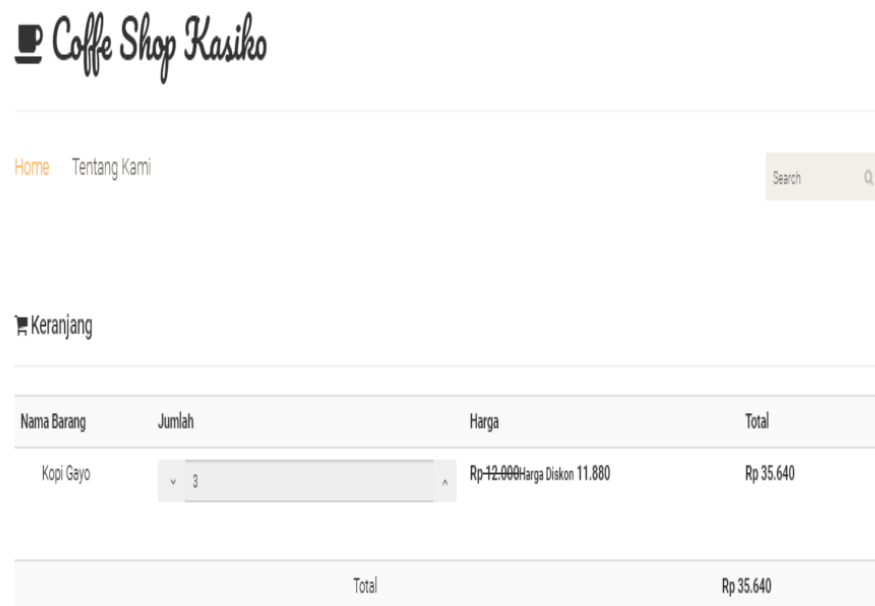 Coffe Shop Kasiko
Home Tentang Kami Search
Keranjang
Nama Barang Jumlah Harga Total
Kopi Gayo 3 Rp 12.000Harga Diskon 11.880 Rp 35.640
Total Rp 35.640